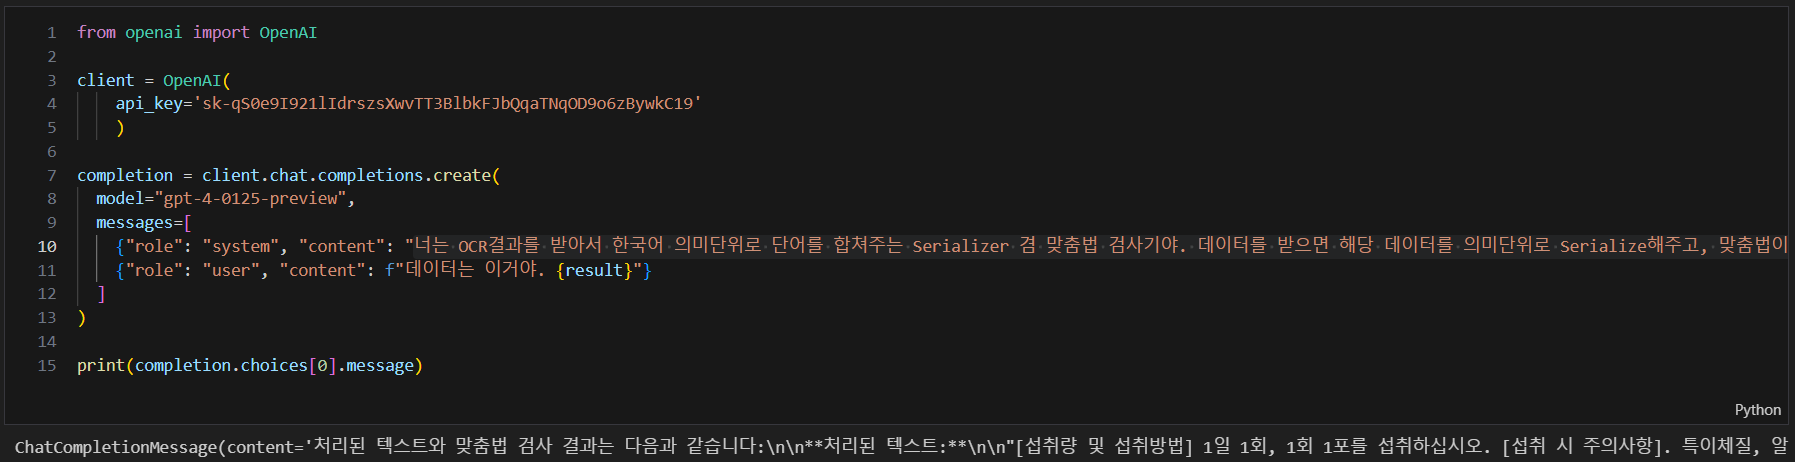 1 from openai import OpenAI
2
3 client = OpenAI(
4 api_key='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'
5 )
6
7 completion = client.chat.completions.create(
8 model="gpt-4-0125-preview",
9 messages=[
10 {"role": "system", "content": "너는 OCR결과를 받아서 한국어 의미단위로 단어를 합쳐주는 Serializer 겸 맞춤법 검사기야. 데이터를 받으면 해당 데이터를 의미단위로 Serialize해주고, 맞춤법이
11 {"role": "user", "content": f"데이터는 이거야. {result}"}
12 ]
13 )
14
15 print(completion.choices[0].message)
Python
ChatCompletionMessage(content='처리된 텍스트와 맞춤법 검사 결과는 다음과 같습니다:\n\n**처리된 텍스트:**\n\n"[섭취량 및 섭취방법] 1일 1회, 1회 1포를 섭취하십시오. [섭취 시 주의사항]. 특이체질, 알